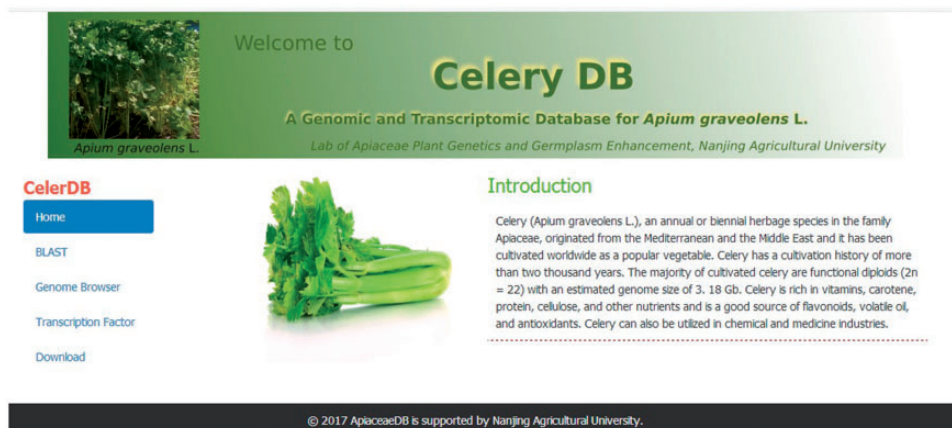 Welcome to
Celery DB
A Genomic and Transcriptomic Database for Apium graveolens L.
Apium graveolens L.
Lab of Apiaceae Plant Genetics and Germplasm Enhancement, Nanjing Agricultural University
CelerDB
Home
BLAST
Genome Browser
Transcription Factor
Download
Introduction
Celery (Apium graveolens L.), an annual or biennial herbage species in the family
Apiaceae, originated from the Mediterranean and the Middle East and it has been
cultivated worldwide as a popular vegetable. Celery has a cultivation history of more
than two thousand years. The majority of cultivated celery are functional diploids (2n
= 22) with an estimated genome size of 3. 18 Gb. Celery is rich in vitamins, carotene,
protein, cellulose, and other nutrients and is a good source of flavonoids, volatile oil,
and antioxidants. Celery can also be utilized in chemical and medicine industries.
© 2017 ApiaceaeDB is supported by Nanjing Agricultural University.